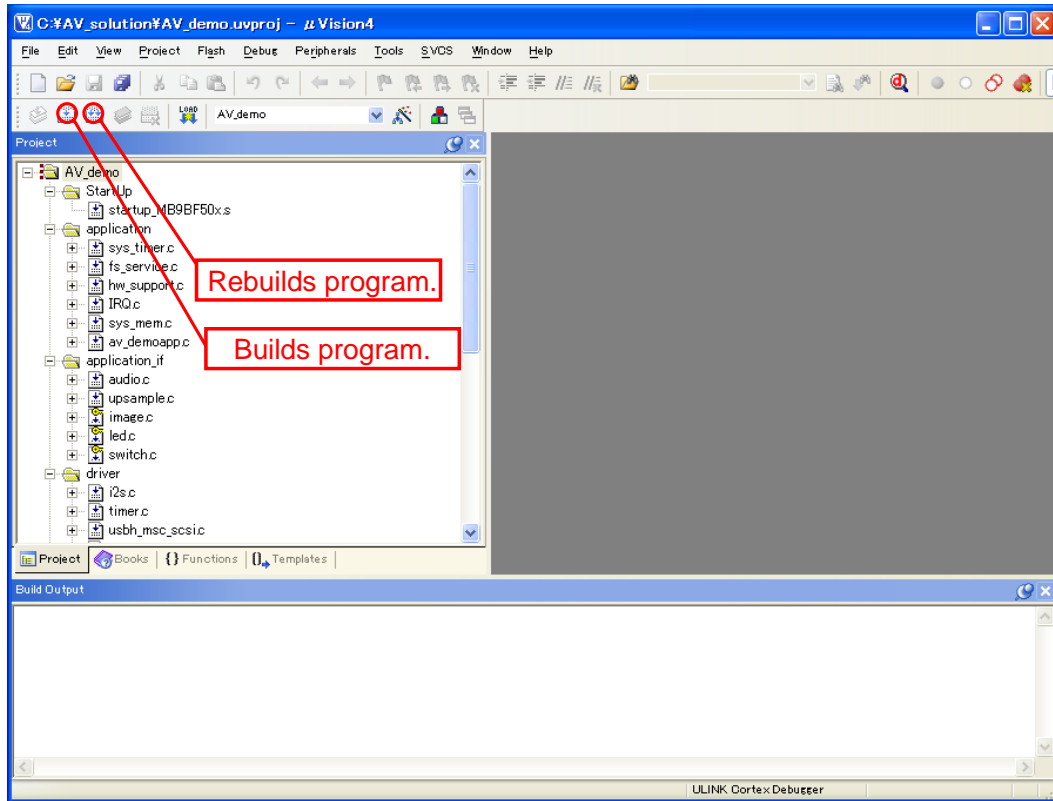 C:¥AV_solution¥AV_demo.uvproj - µVision4
File Edit View Project Flash Debug Peripherals Tools SVCS Window Help
LOAD AV_demo
Project
AV_demo
StartUp
startup_MB9BF50x.s
application
sys_timer.c
fs_service.c
hw_support.c
IRQ.c
sys_mem.c
av_demoapp.c
application_if
audio.c
upsample.c
image.c
led.c
switch.c
driver
i2s.c
timer.c
usbh_msc_scsi.c
Rebuilds program.
Builds program.
Project Books {} Functions 0 Templates
Build Output
ULINK Cortex Debugger